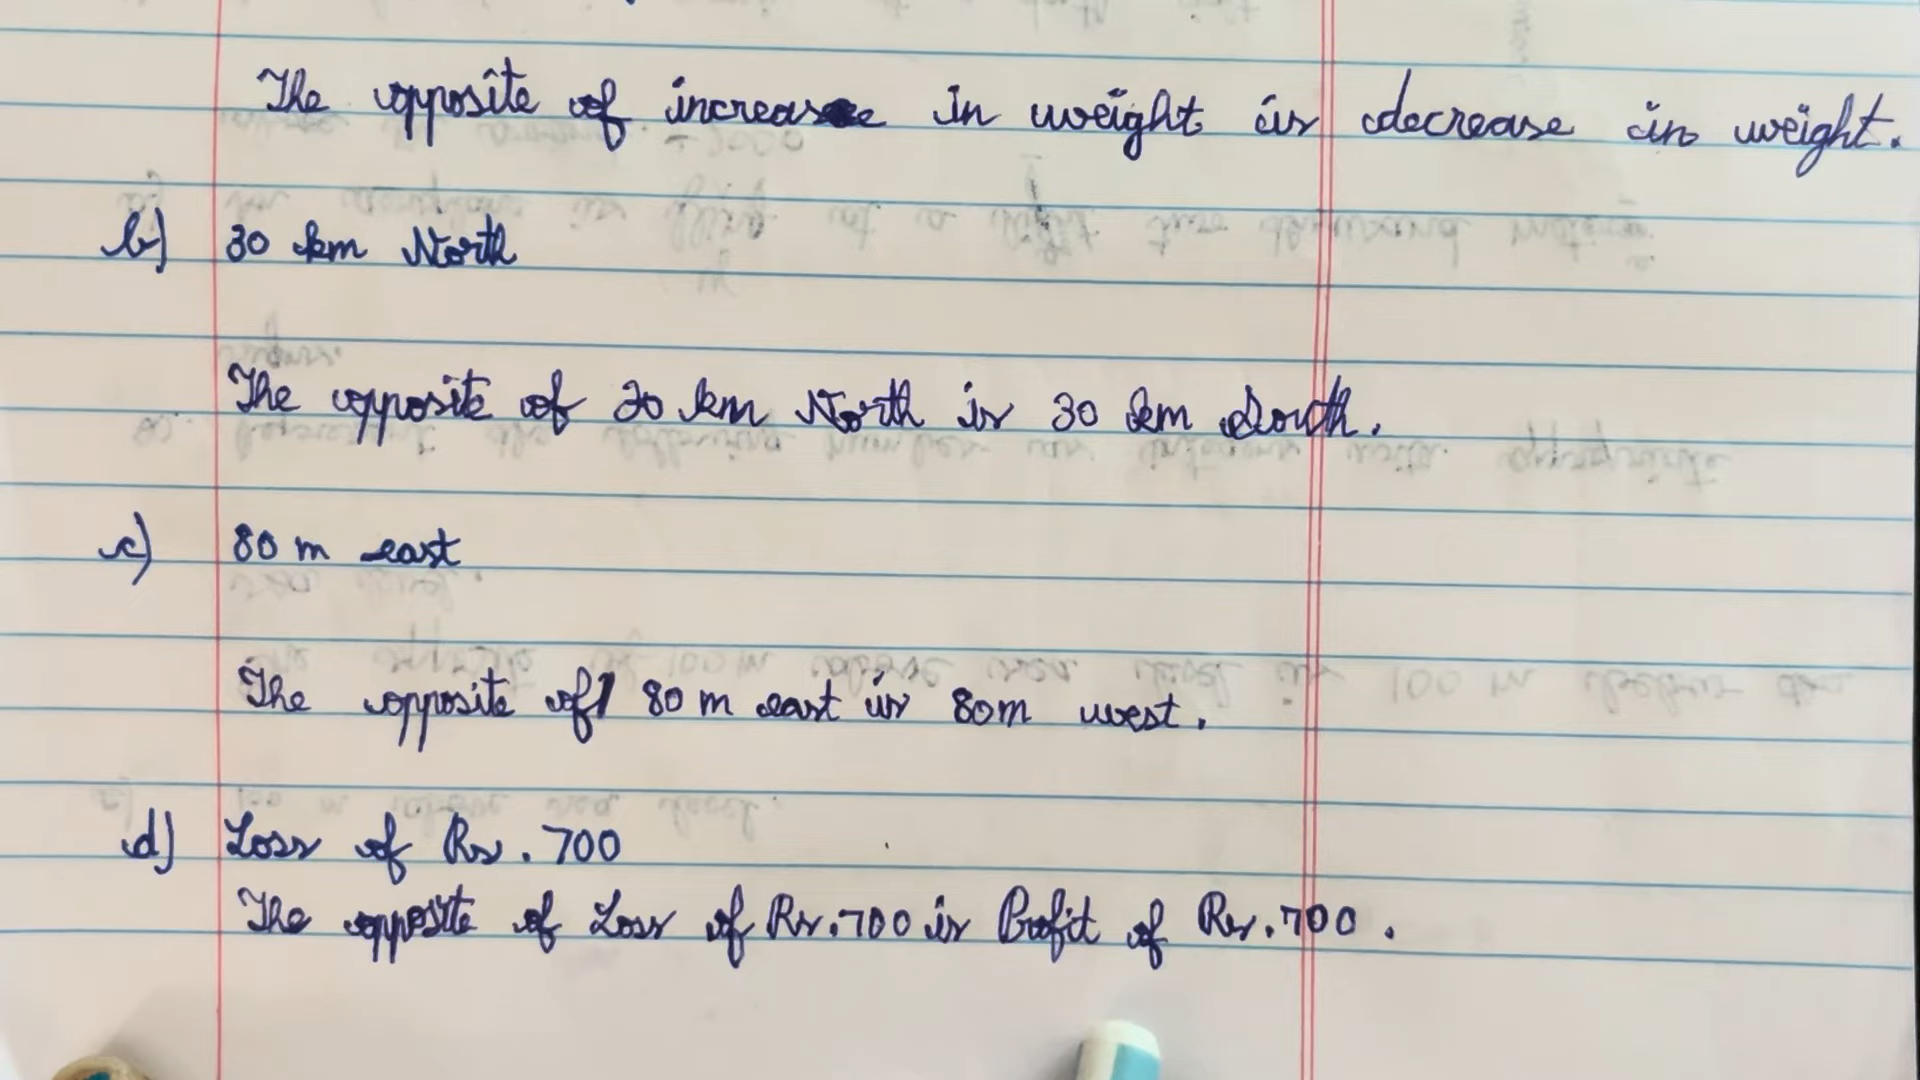 The opposite of increase in weight is decrease in weight.
b) 30 km North
The opposite of 30 km North is 30 km South.
c) 80 m east
The opposite of 80 m east is 80m west.
d) Loss of Rs. 700
The opposite of Loss of Rs.700 is Profit of Rs.700.